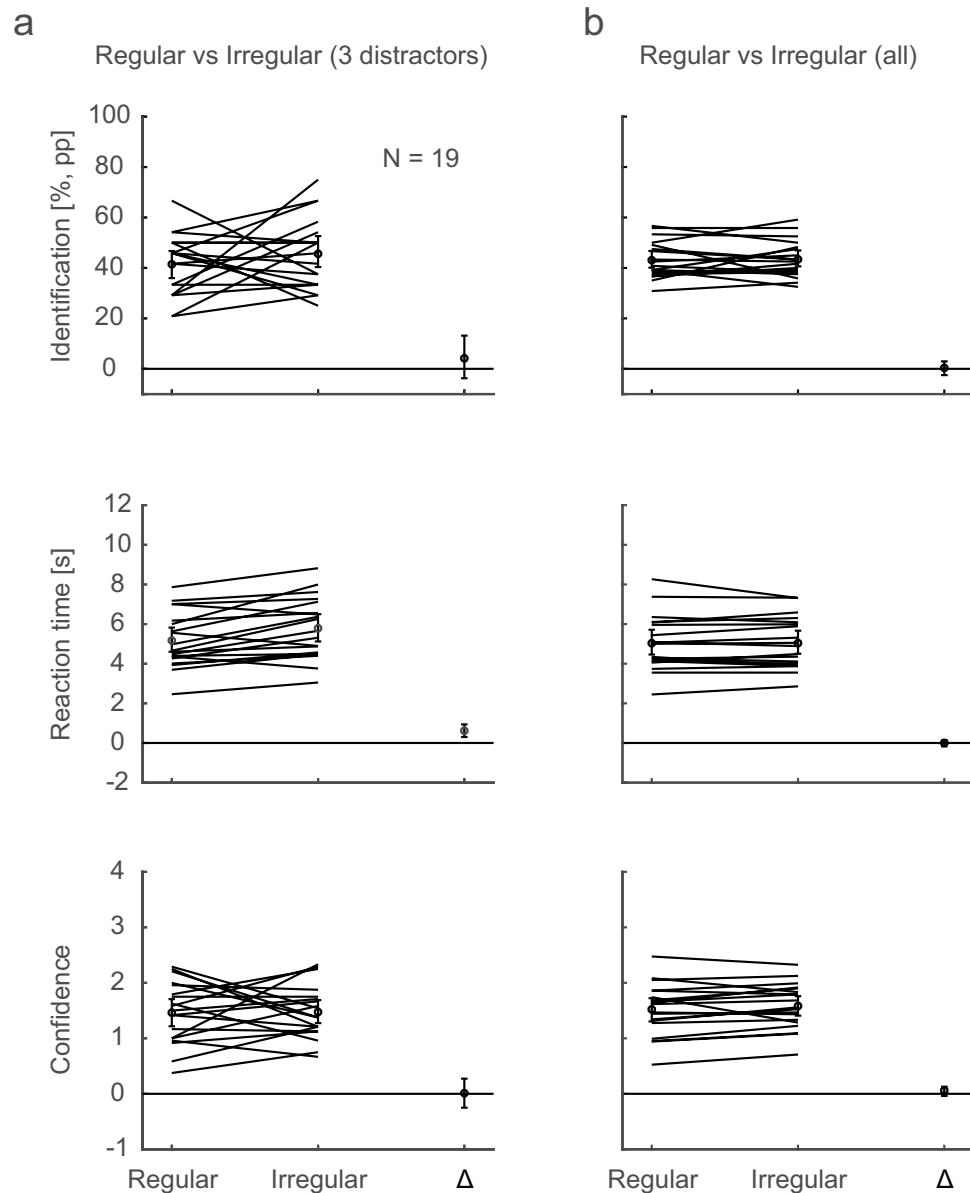 a
Regular vs Irregular (3 distractors)
b
Regular vs Irregular (all)
Identification [%, pp]
100
80
60
40
20
0
N = 19
Reaction time [s]
12
10
8
6
4
2
0
-2
Confidence
4
3
2
1
0
-1
Regular Irregular Δ
Regular Irregular Δ